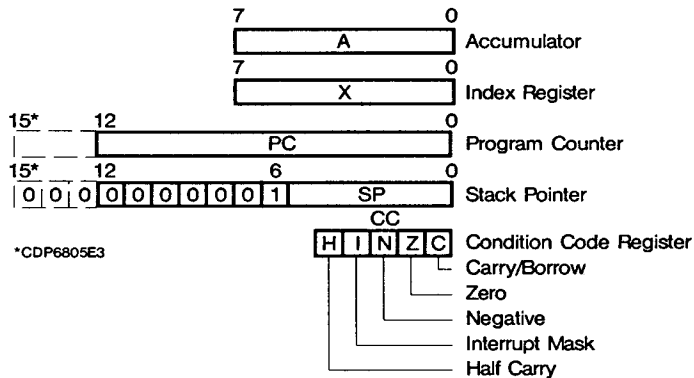 7 0
A Accumulator
7 0
X Index Register
15* 12 0
PC Program Counter
15* 12 6 0
0 0 0 0 0 0 0 0 0 1 SP Stack Pointer
CC
H I N Z C Condition Code Register
*CDP6805E3
Carry/Borrow
Zero
Negative
Interrupt Mask
Half Carry